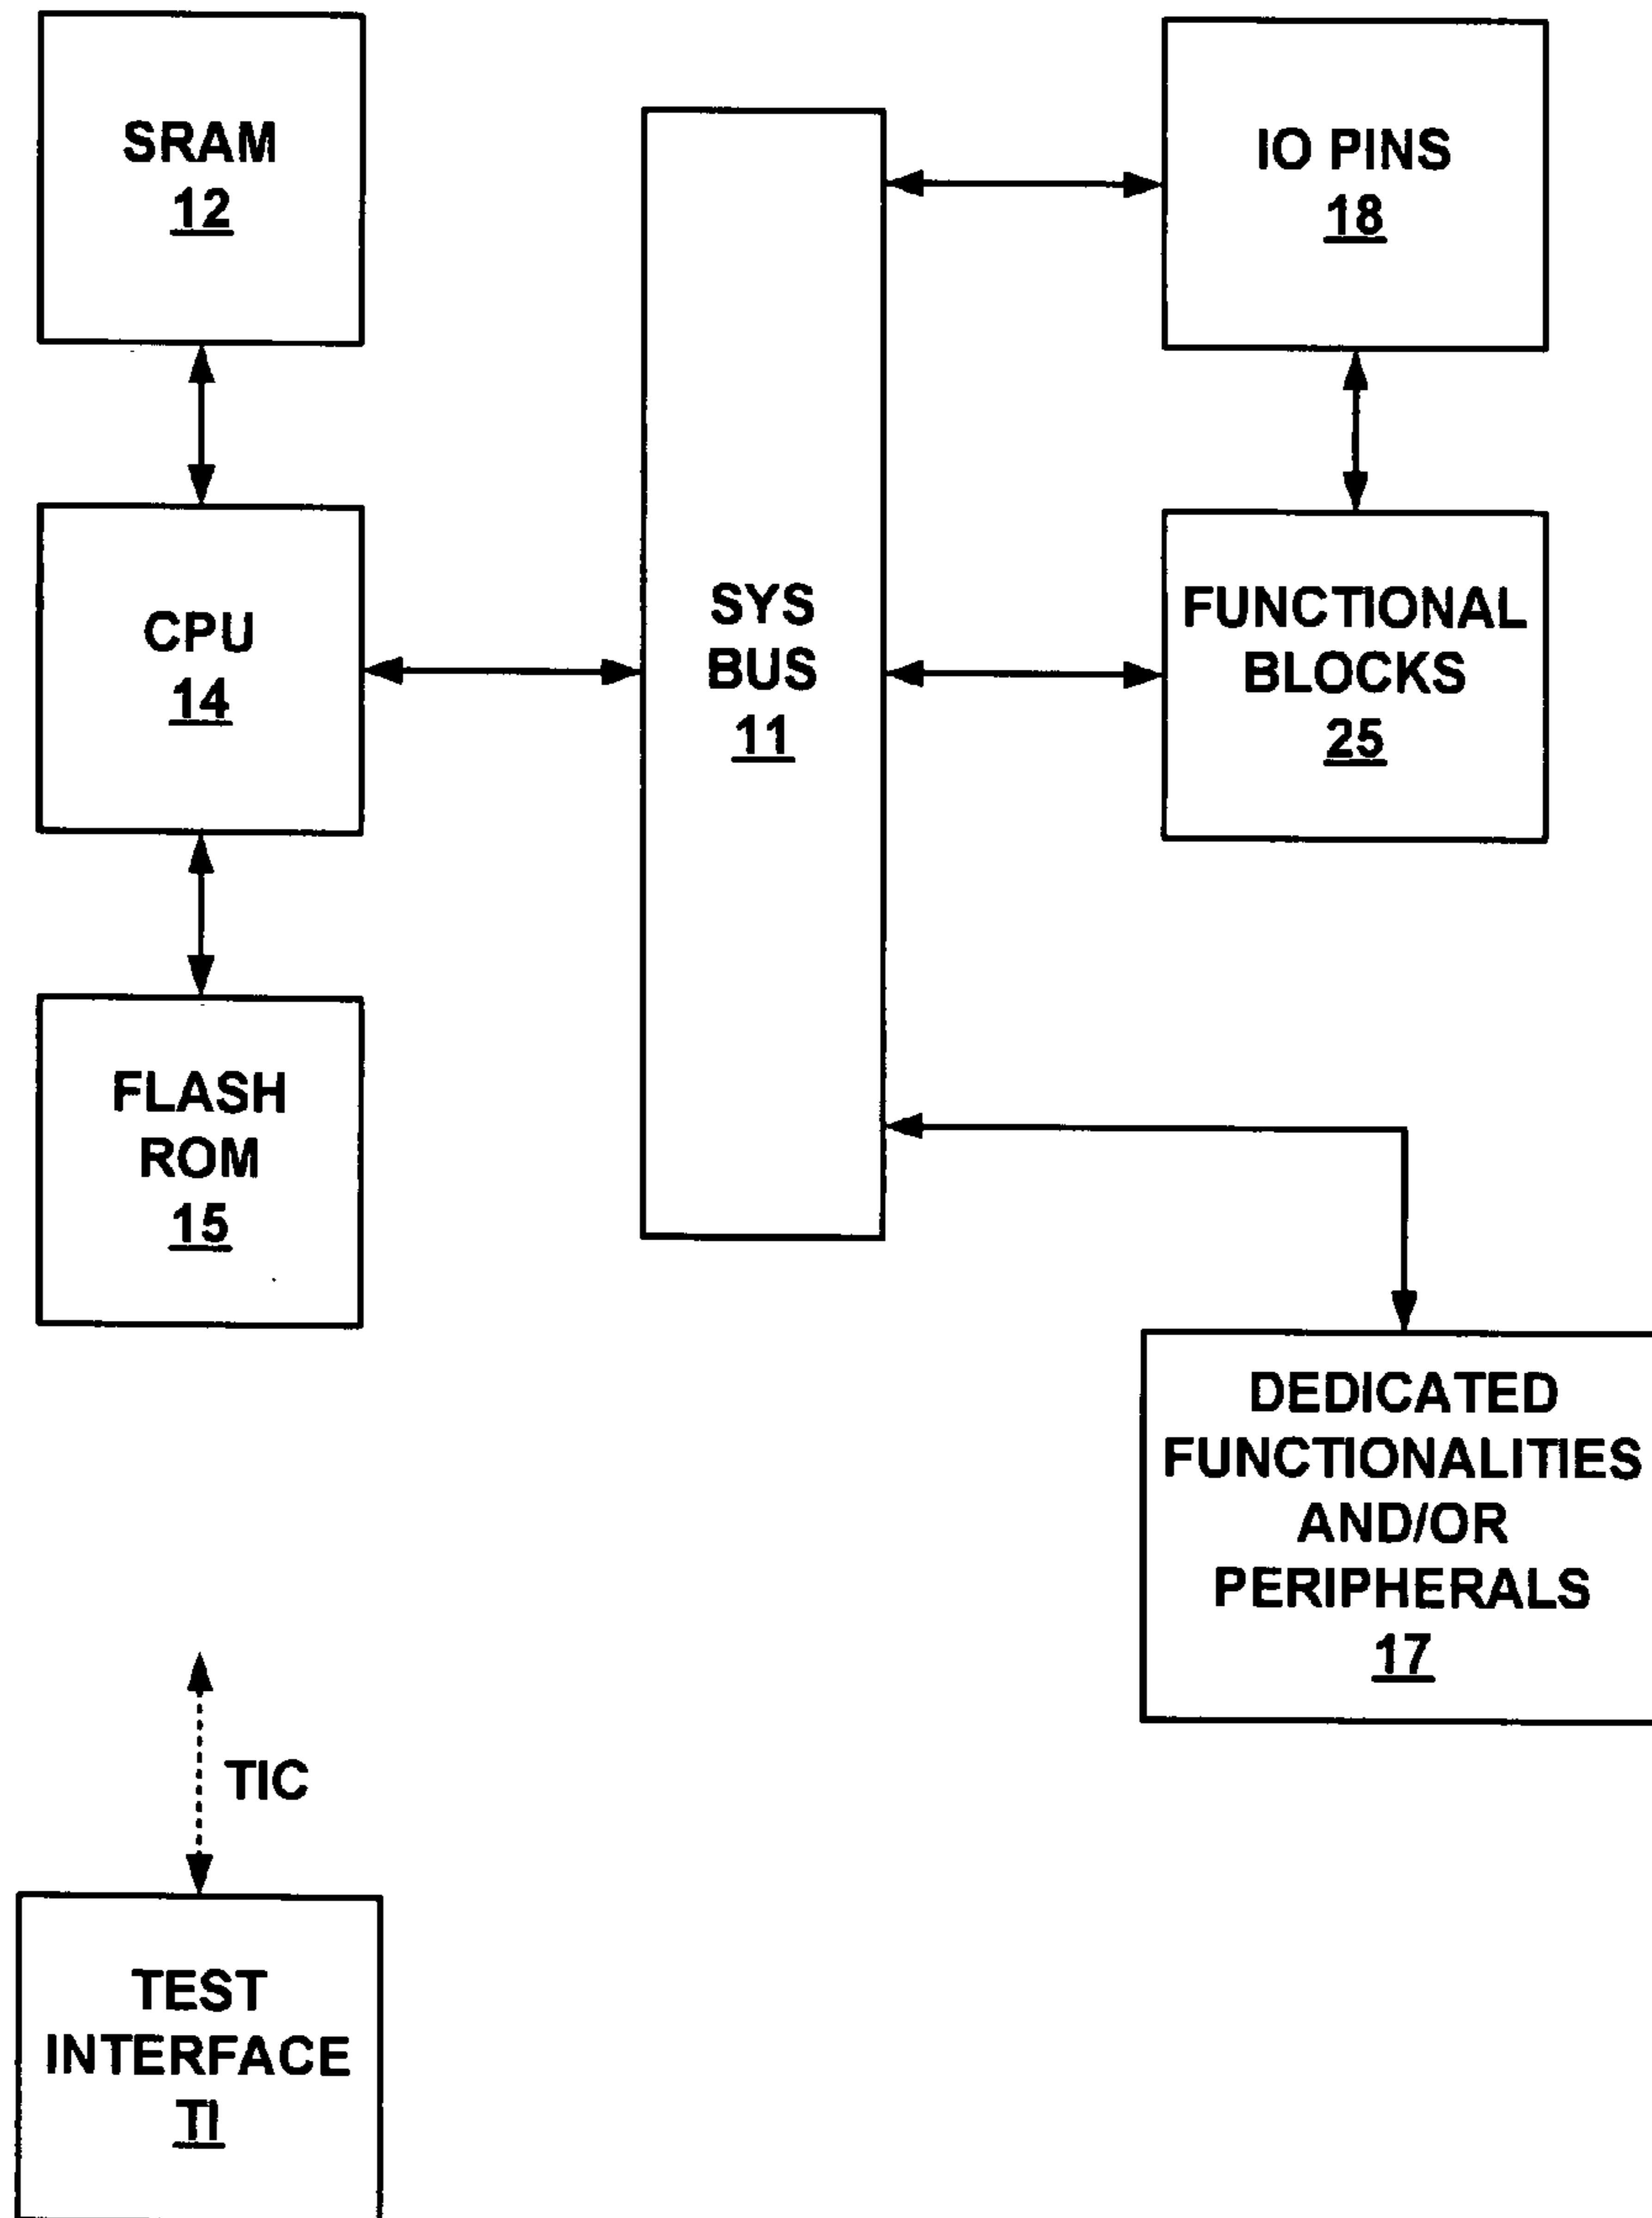 SRAM
12
CPU
14
FLASH
ROM
15
SYS
BUS
11
IO PINS
18
FUNCTIONAL
BLOCKS
25
DEDICATED
FUNCTIONALITIES
AND/OR
PERIPHERALS
17
TIC
TEST
INTERFACE
TI